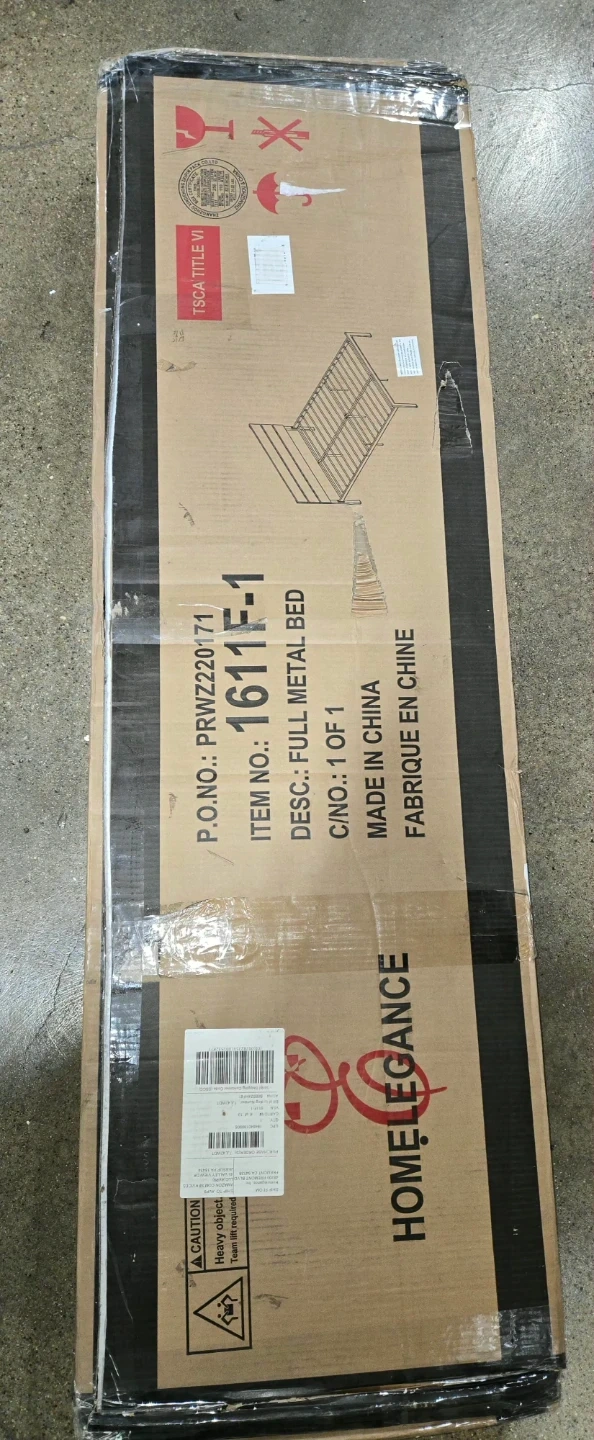 TSCA TITLE VI
P.O.NO.: PRWZ220171
ITEM NO.: 1611F-1
DESC.: FULL METAL BED
C/NO.: 1 OF 1
MADE IN CHINA
FABRIQUE EN CHINE
HOMELEGANCE
CAUTION
Heavy object.
Team lift required